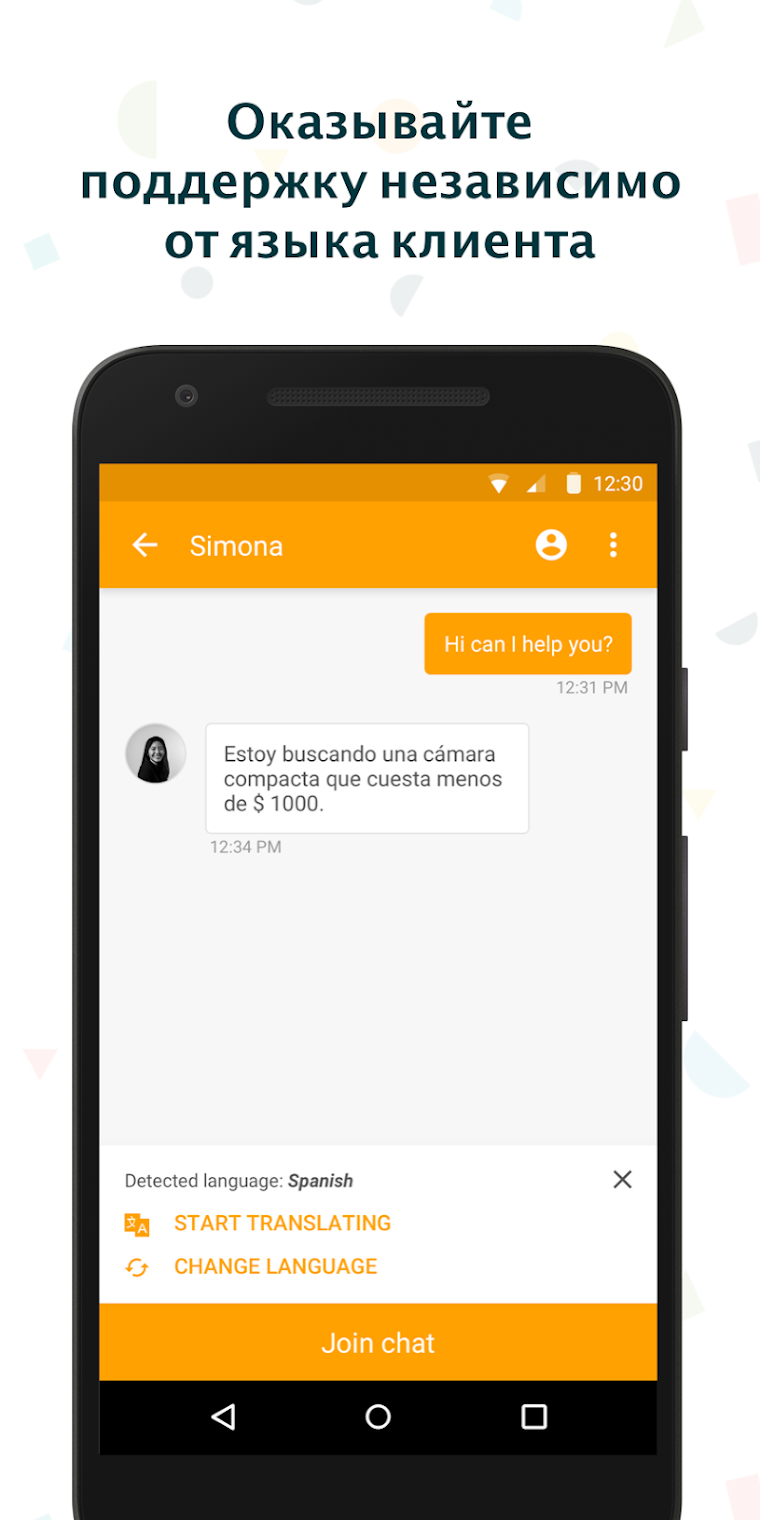 Оказывайте
поддержку независимо
от языка клиента
12:30
Simona
Hi can I help you?
12:31 PM
Estoy buscando una cámara
compacta que cuesta menos
de $ 1000.
12:34 PM
Detected language: Spanish
START TRANSLATING
CHANGE LANGUAGE
Join chat